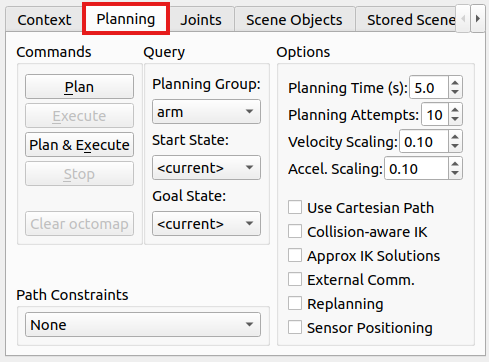 Context Planning Joints Scene Objects Stored Scene
Commands
Plan
Execute
Plan & Execute
Stop
Clear octomap
Query
Planning Group:
arm
Start State:
<current>
Goal State:
<current>
Options
Planning Time (s): 5.0
Planning Attempts: 10
Velocity Scaling: 0.10
Accel. Scaling: 0.10
Use Cartesian Path
Collision-aware IK
Approx IK Solutions
External Comm.
Replanning
Sensor Positioning
Path Constraints
None